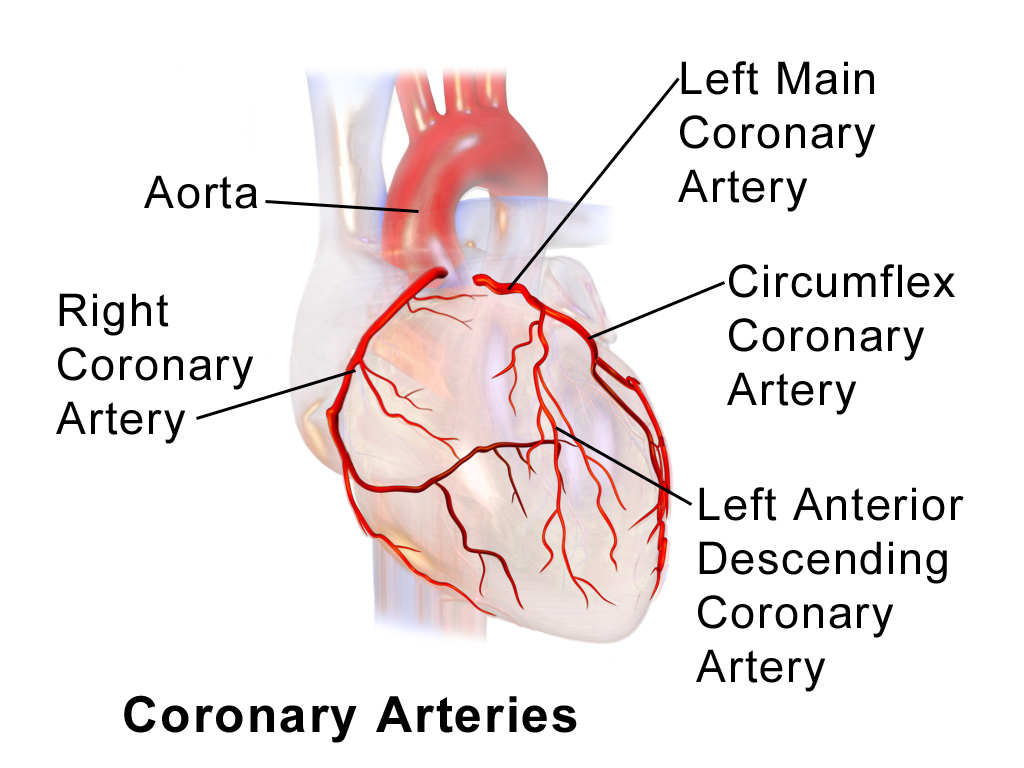 Left Main
Coronary
Artery
Aorta
Circumflex
Coronary
Artery
Right
Coronary
Artery
Left Anterior
Descending
Coronary
Artery
Coronary Arteries